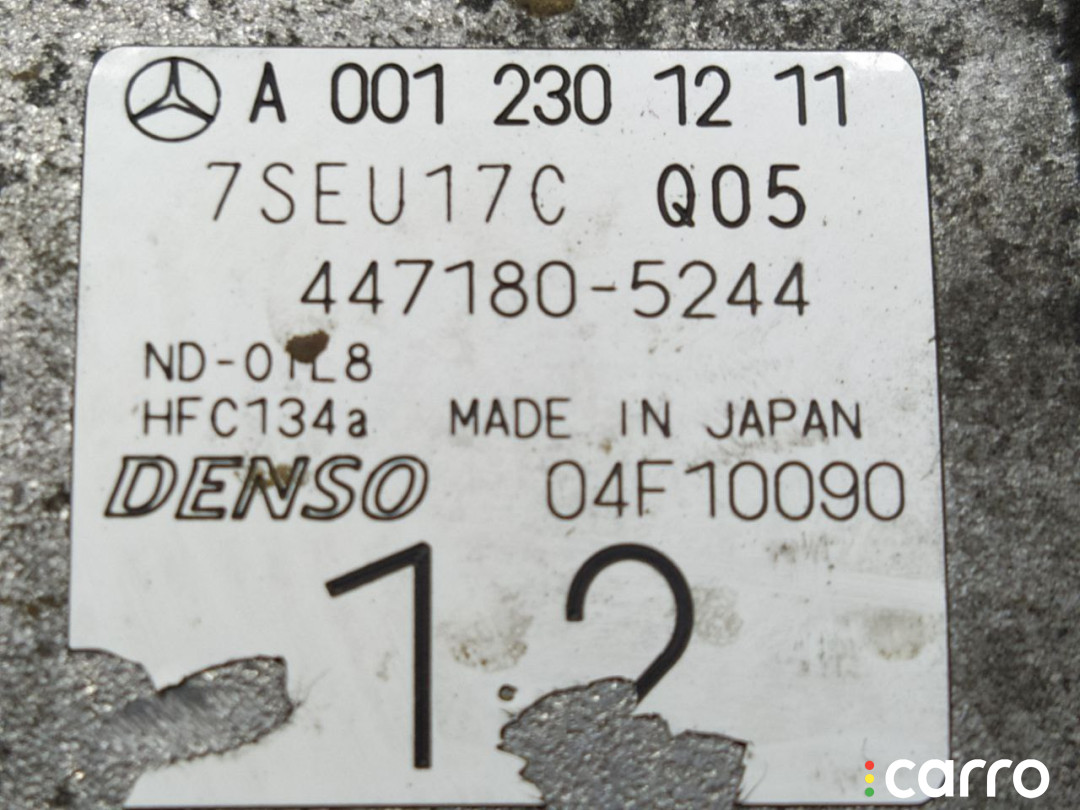 A 001 230 12 11
7SEU17C Q05
447180-5244
ND-OIL8
HFC134a MADE IN JAPAN
DENSO 04F10090
12
carro